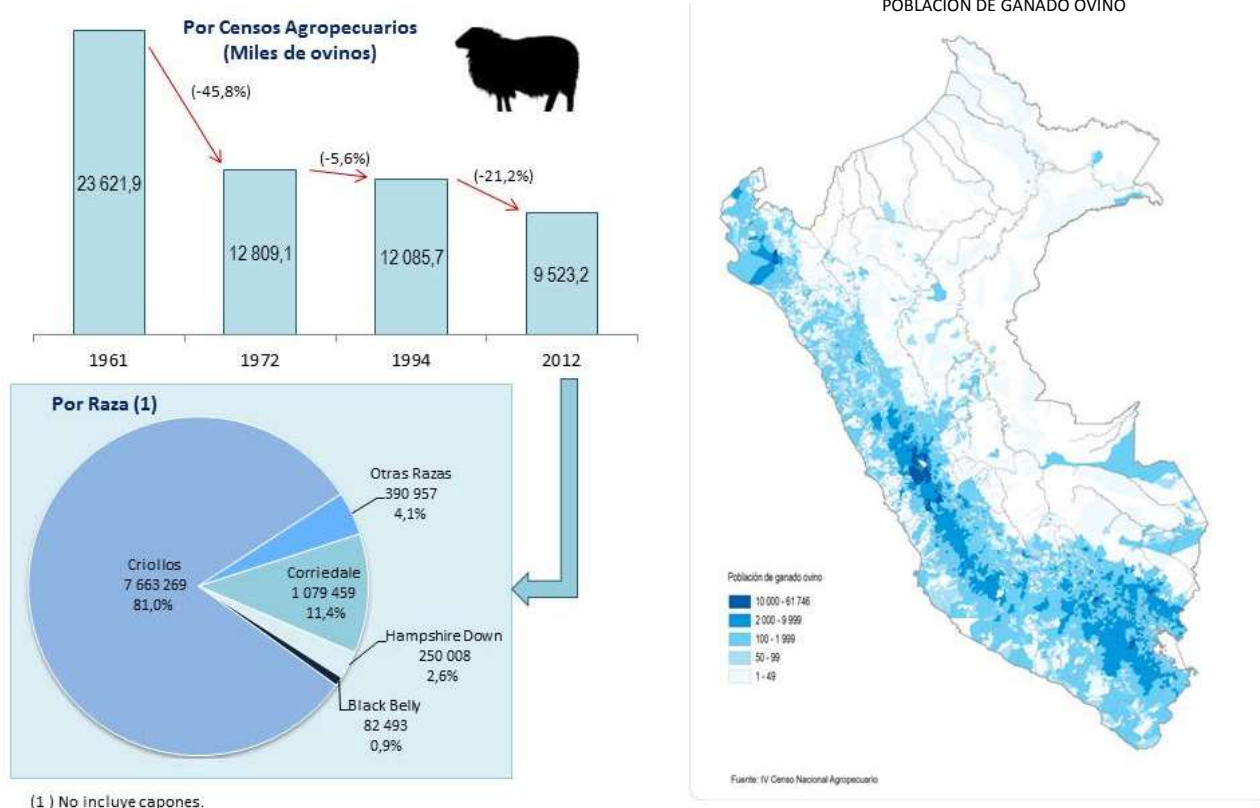 Por Censos Agropecuarios
(Miles de ovinos)
(-45,8%)
(-5,6%)
(-21,2%)
23 621,9
12 809,1
12 085,7
9 523,2
1961
1972
1994
2012
Por Raza (1)
Otras Razas
390 957
4,1%
Criollos
7 663 269
81,0%
Corriedale
1 079 459
11,4%
Hampshire Down
250 008
2,6%
Black Belly
82 493
0,9%
(1 ) No incluye capones.
POBLACIÓN DE GANADO OVINO
Población de ganado ovino
10 000 - 61 746
2 000 - 9 999
100 - 1 999
50 - 99
1 - 49
Fuente: IV Censo Nacional Agropecuario